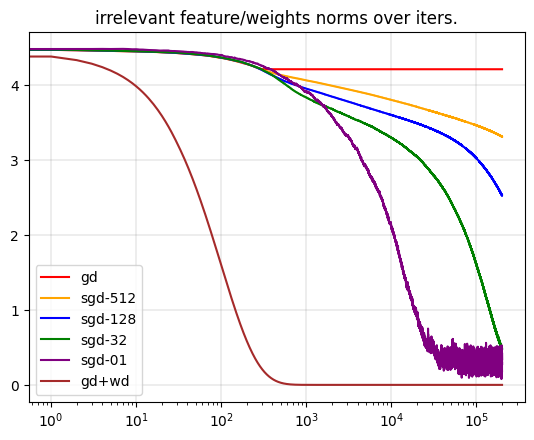 irrelevant feature/weights norms over iters.
4
3
2
1
0
gd
sgd-512
sgd-128
sgd-32
sgd-01
gd+wd
10⁰ 10¹ 10² 10³ 10⁴ 10⁵